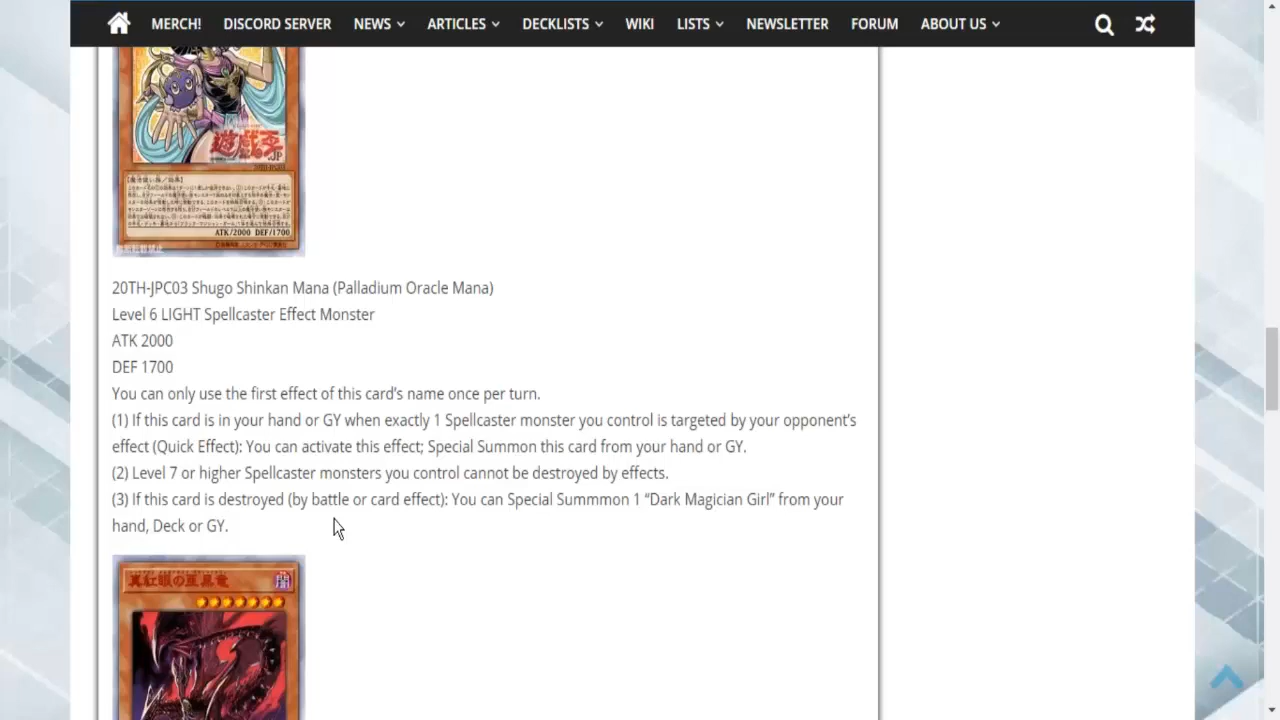 MERCH! DISCORD SERVER NEWS ARTICLES DECKLISTS WIKI LISTS NEWSLETTER FORUM ABOUT US
遊戯王
.JP
ATK/2000 DEF/1700
20TH-JPC03 Shugo Shinkan Mana (Palladium Oracle Mana)
Level 6 LIGHT Spellcaster Effect Monster
ATK 2000
DEF 1700
You can only use the first effect of this card's name once per turn.
(1) If this card is in your hand or GY when exactly 1 Spellcaster monster you control is targeted by your opponent's
effect (Quick Effect): You can activate this effect; Special Summon this card from your hand or GY.
(2) Level 7 or higher Spellcaster monsters you control cannot be destroyed by effects.
(3) If this card is destroyed (by battle or card effect): You can Special Summmon 1 “Dark Magician Girl” from your
hand, Deck or GY.
真紅眼の亜黒竜
闇